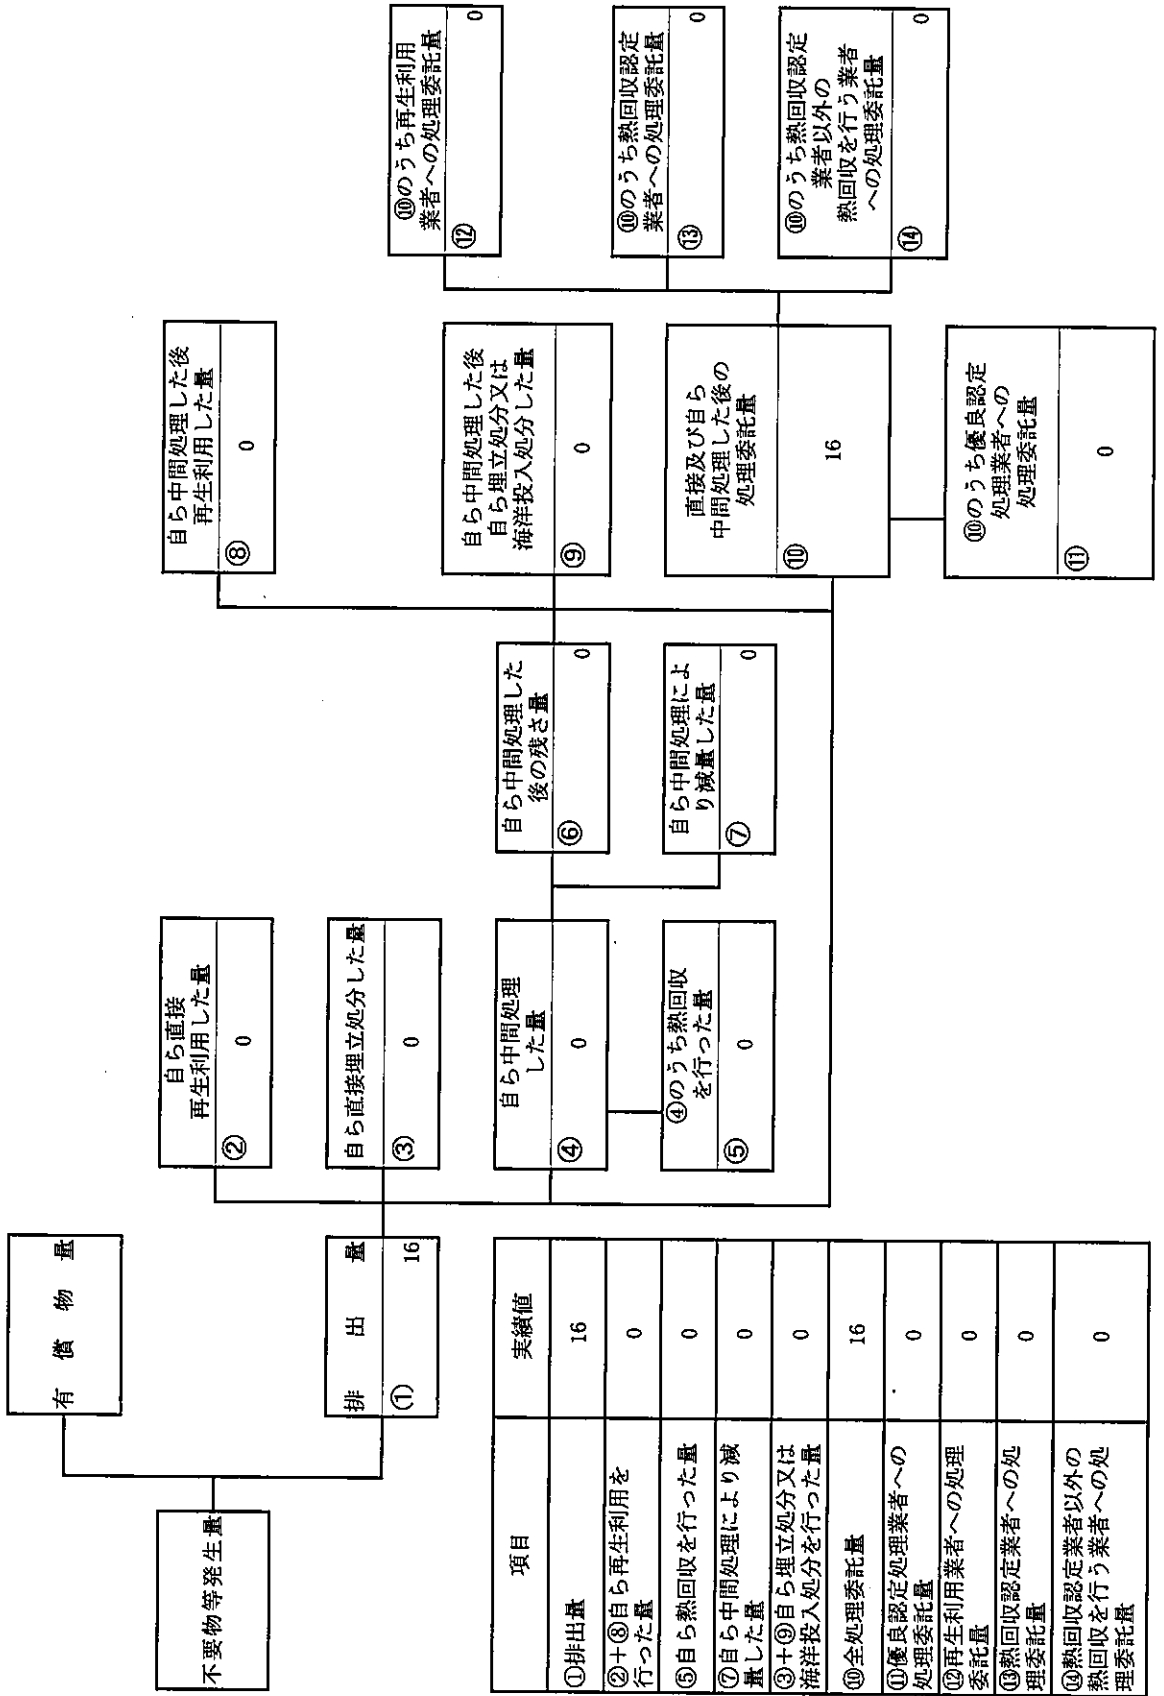 不要物等発生量
有償物量
排出量
① 16
自ら直接
再生利用した量
② 0
自ら直接埋立処分した量
③ 0
自ら中間処理
した量
④ 0
④のうち熱回収
を行った量
⑤ 0
自ら中間処理した
後の残さ量
⑥ 0
自ら中間処理によ
り減量した量
⑦ 0
自ら中間処理した後
再生利用した量
⑧ 0
自ら中間処理した後
自ら埋立処分又は
海洋投入処分した量
⑨ 0
直接及び自ら
中間処理した後の
処理委託量
⑩ 16
⑩のうち優良認定
処理業者への
処理委託量
⑪ 0
⑩のうち再生利用
業者への処理委託量
⑫ 0
⑩のうち熱回収認定
業者への処理委託量
⑬ 0
⑩のうち熱回収認定
業者以外の
熱回収を行う業者
への処理委託量
⑭ 0
項目 実績値
①排出量 16
②+⑧自ら再生利用を
行った量 0
⑤自ら熱回収を行った量 0
⑦自ら中間処理により減
量した量 0
③+⑨自ら埋立処分又は
海洋投入処分を行った量 0
⑩全処理委託量 16
⑪優良認定処理業者への
処理委託量 0
⑫再生利用業者への処理
委託量 0
⑬熱回収認定業者への処
理委託量 0
⑭熱回収認定業者以外の
熱回収を行う業者への処
理委託量 0